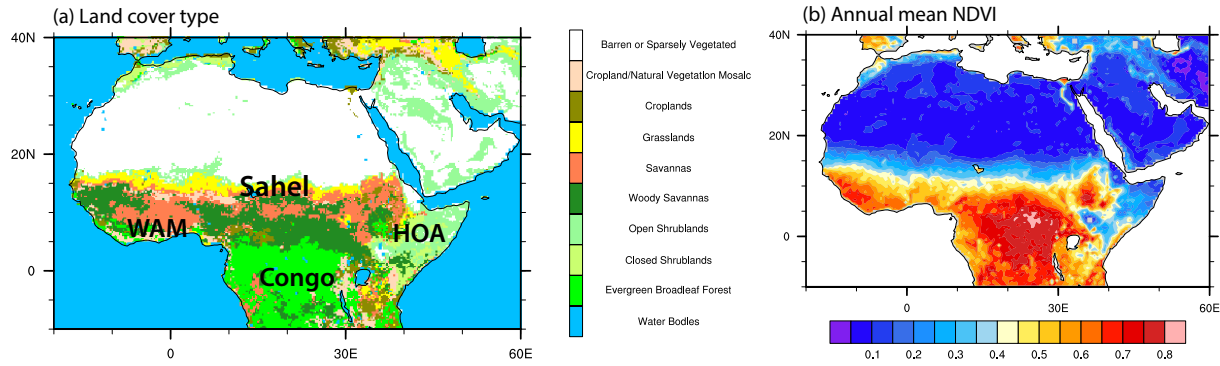 (a) Land cover type
40N
20N
0
0
30E
60E
Sahel
WAM
HOA
Congo
Barren or Sparsely Vegetated
Cropland/Natural Vegetation Mosaic
Croplands
Grasslands
Savannas
Woody Savannas
Open Shrublands
Closed Shrublands
Evergreen Broadleaf Forest
Water Bodies
(b) Annual mean NDVI
40N
20N
0
0
30E
60E
0.1 0.2 0.3 0.4 0.5 0.6 0.7 0.8